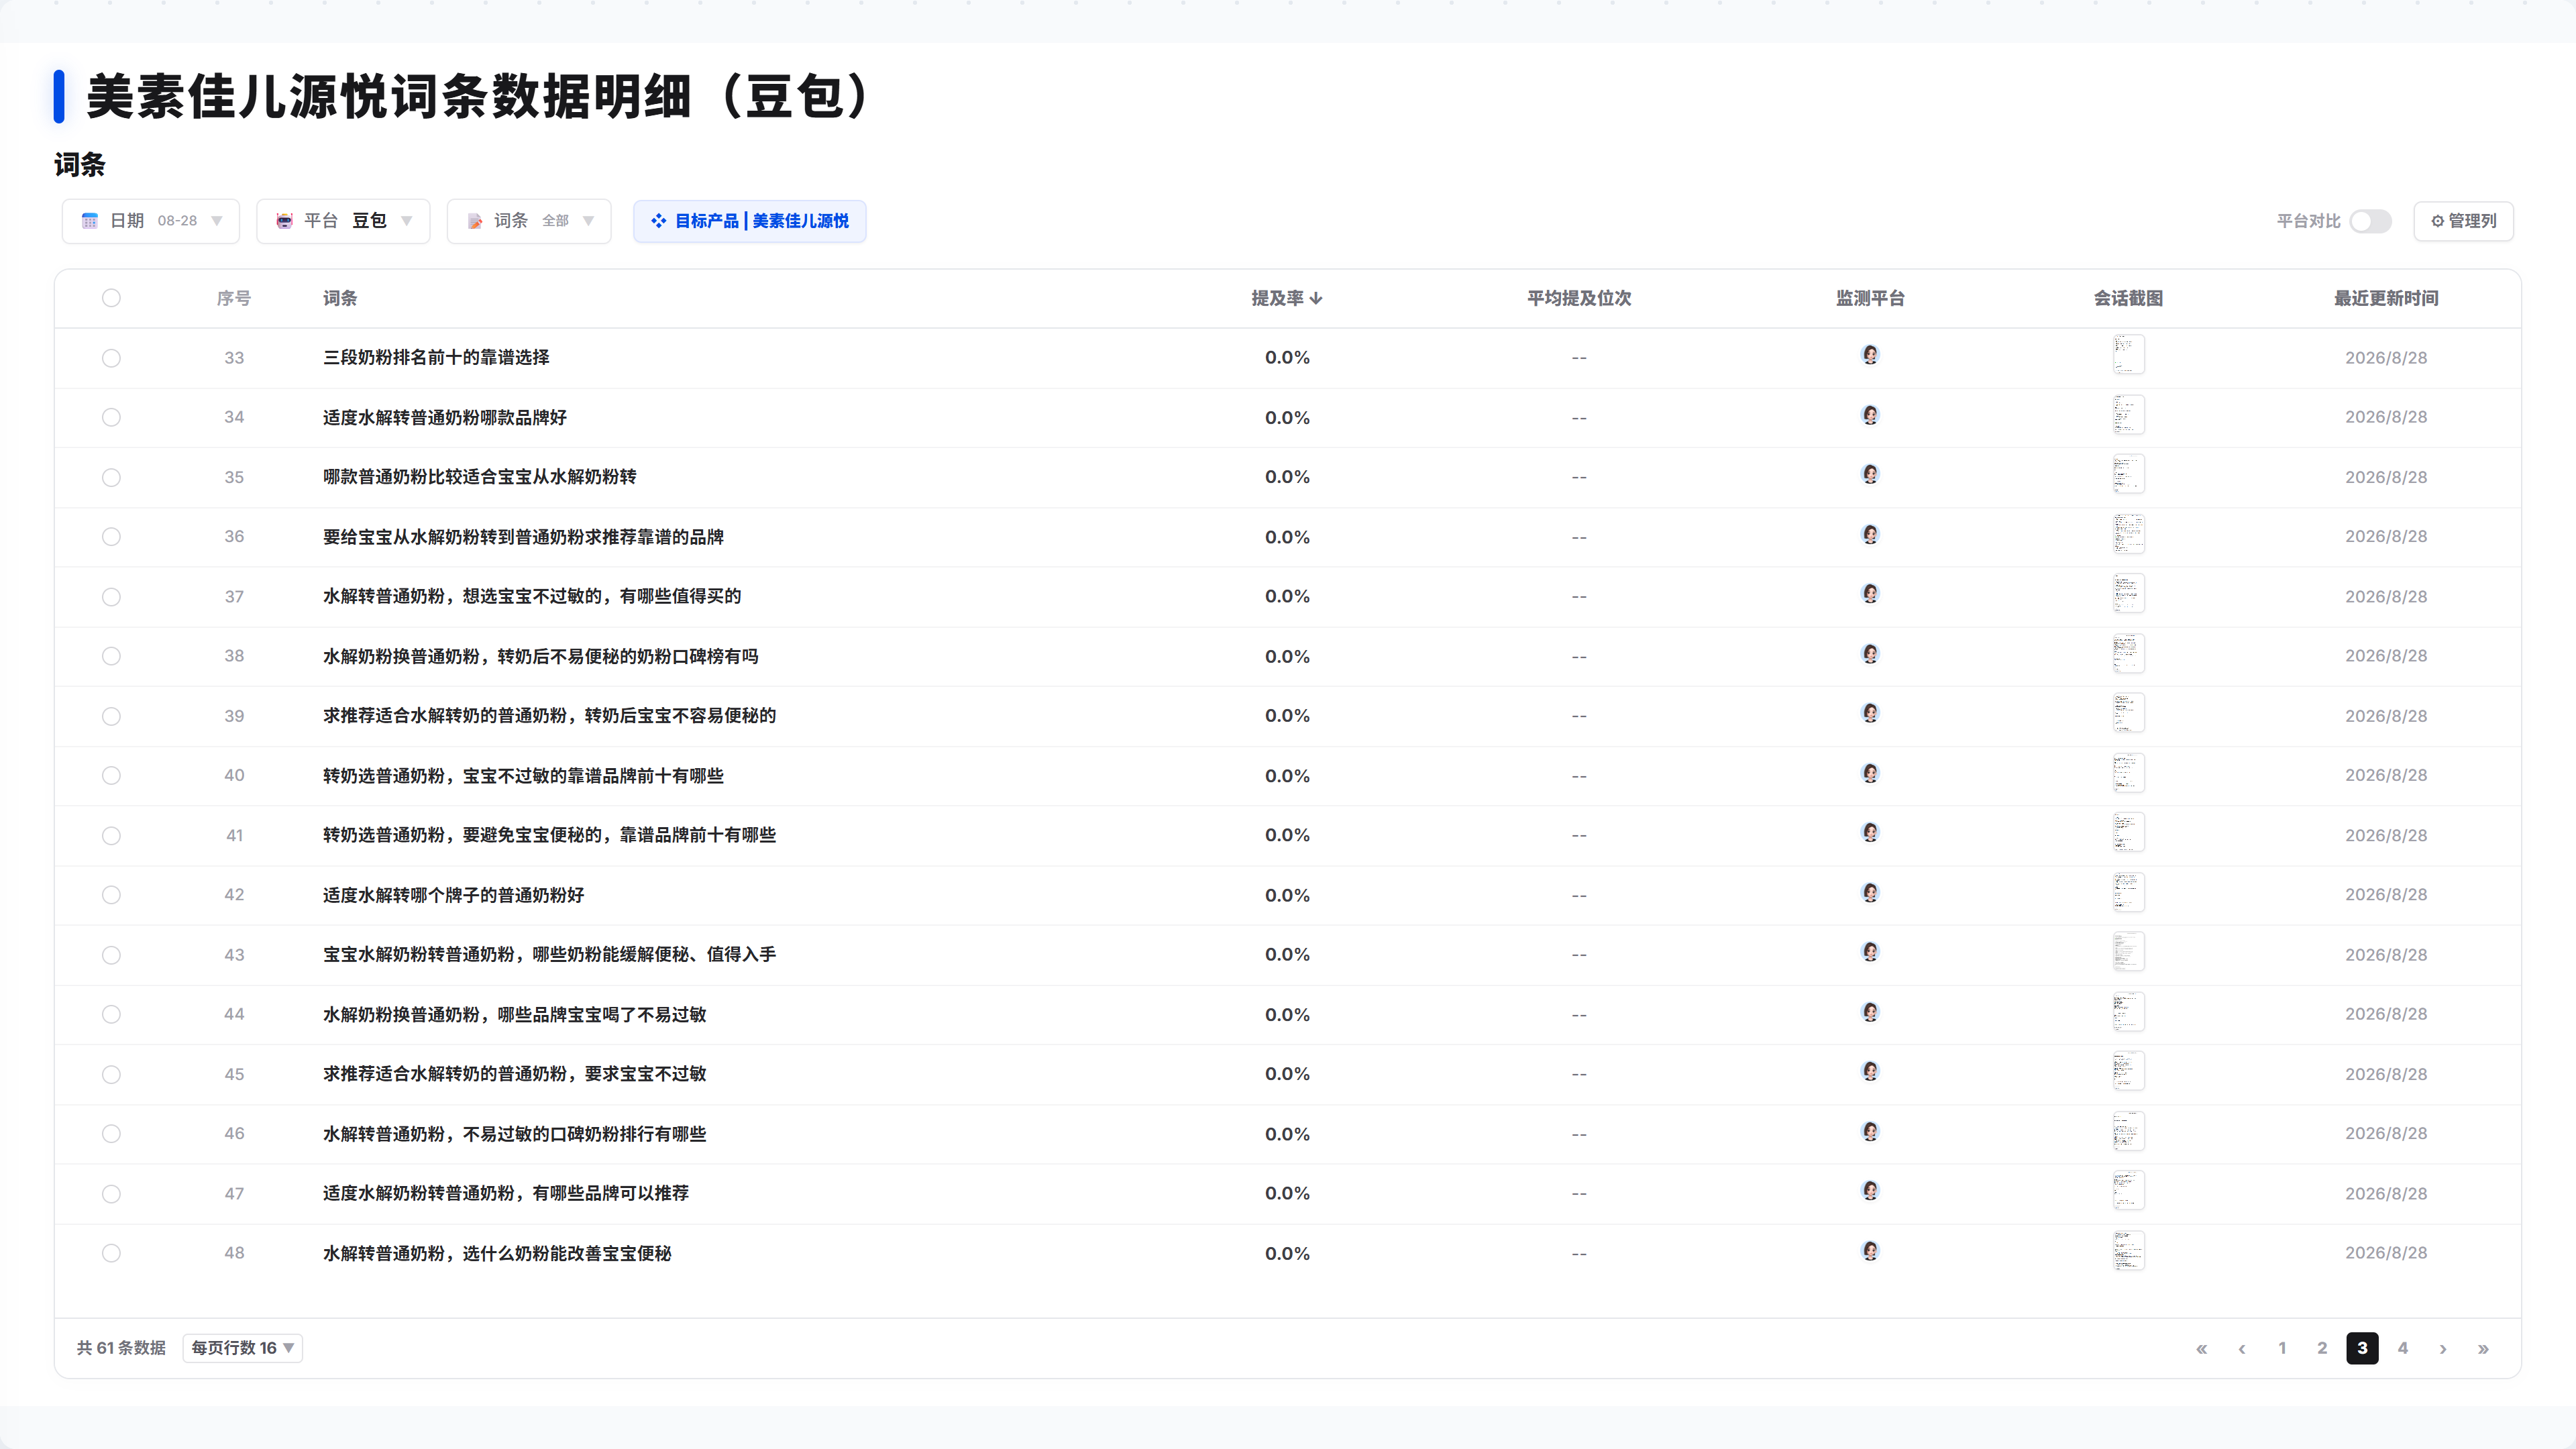 美素佳儿源悦词条数据明细（豆包）
词条
日期 08-28 ▼ 平台 豆包 ▼ 词条 全部 ▼ 目标产品 | 美素佳儿源悦 平台对比 管理列
序号 词条 提及率 ↓ 平均提及位次 监测平台 会话截图 最近更新时间
33 三段奶粉排名前十的靠谱选择 0.0% -- 2026/8/28
34 适度水解转普通奶粉哪款品牌好 0.0% -- 2026/8/28
35 哪款普通奶粉比较适合宝宝从水解奶粉转 0.0% -- 2026/8/28
36 要给宝宝从水解奶粉转到普通奶粉求推荐靠谱的品牌 0.0% -- 2026/8/28
37 水解转普通奶粉，想选宝宝不过敏的，有哪些值得买的 0.0% -- 2026/8/28
38 水解奶粉换普通奶粉，转奶后不易便秘的奶粉口碑榜有吗 0.0% -- 2026/8/28
39 求推荐适合水解转奶的普通奶粉，转奶后宝宝不容易便秘的 0.0% -- 2026/8/28
40 转奶选普通奶粉，宝宝不过敏的靠谱品牌前十有哪些 0.0% -- 2026/8/28
41 转奶选普通奶粉，要避免宝宝便秘的，靠谱品牌前十有哪些 0.0% -- 2026/8/28
42 适度水解转哪个牌子的普通奶粉好 0.0% -- 2026/8/28
43 宝宝水解奶粉转普通奶粉，哪些奶粉能缓解便秘、值得入手 0.0% -- 2026/8/28
44 水解奶粉换普通奶粉，哪些品牌宝宝喝了不易过敏 0.0% -- 2026/8/28
45 求推荐适合水解转奶的普通奶粉，要求宝宝不过敏 0.0% -- 2026/8/28
46 水解转普通奶粉，不易过敏的口碑奶粉排行有哪些 0.0% -- 2026/8/28
47 适度水解奶粉转普通奶粉，有哪些品牌可以推荐 0.0% -- 2026/8/28
48 水解转普通奶粉，选什么奶粉能改善宝宝便秘 0.0% -- 2026/8/28
共 61 条数据 每页行数 16 ▼ « ‹ 1 2 3 4 › »